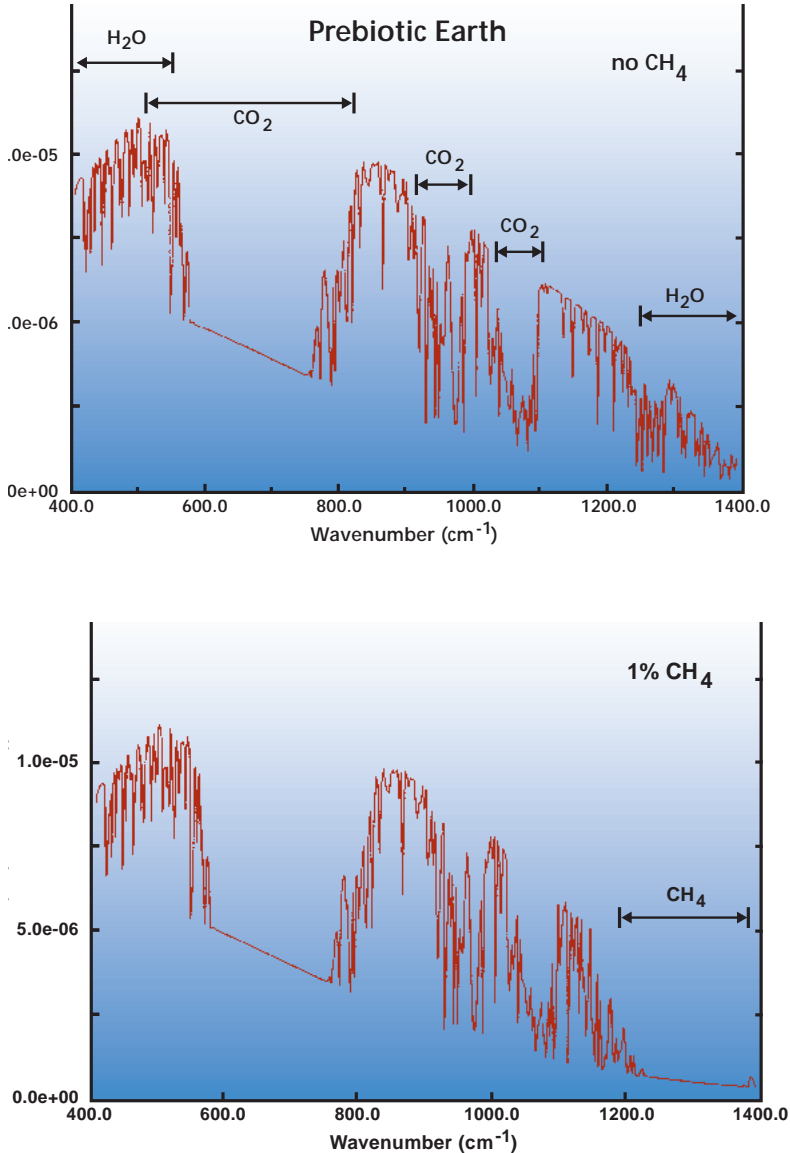 Prebiotic Earth
H2O
no CH4
CO2
.0e-05
CO2
CO2
H2O
.0e-06
0e+00
400.0 600.0 800.0 1000.0 1200.0 1400.0
Wavenumber (cm-1)
1% CH4
1.0e-05
CH4
5.0e-06
0.0e+00
400.0 600.0 800.0 1000.0 1200.0 1400.0
Wavenumber (cm-1)